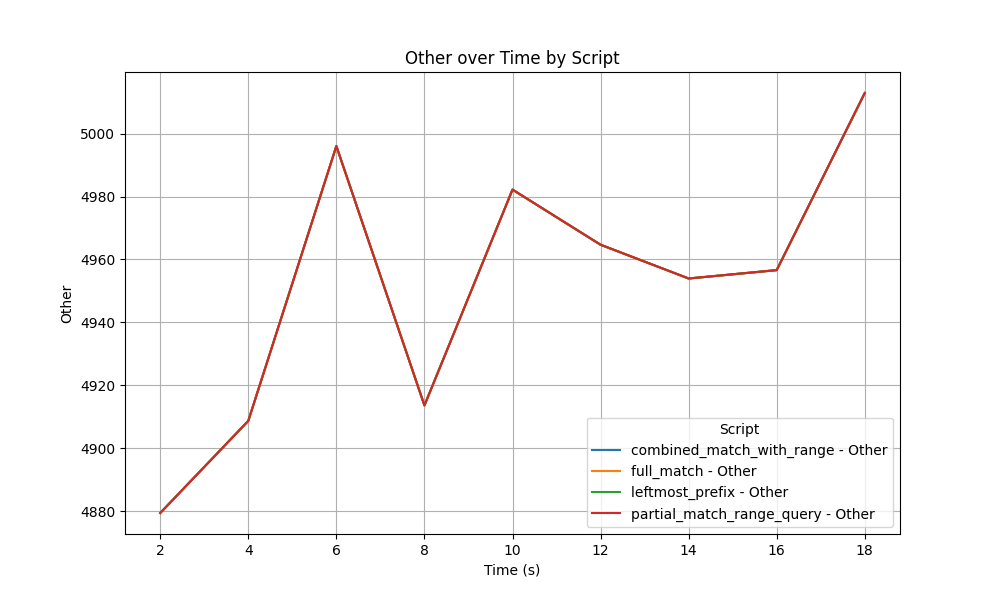 Other over Time by Script
5000
4980
4960
4940
4920
4900
4880
Other
2 4 6 8 10 12 14 16 18
Time (s)
Script
combined_match_with_range - Other
full_match - Other
leftmost_prefix - Other
partial_match_range_query - Other